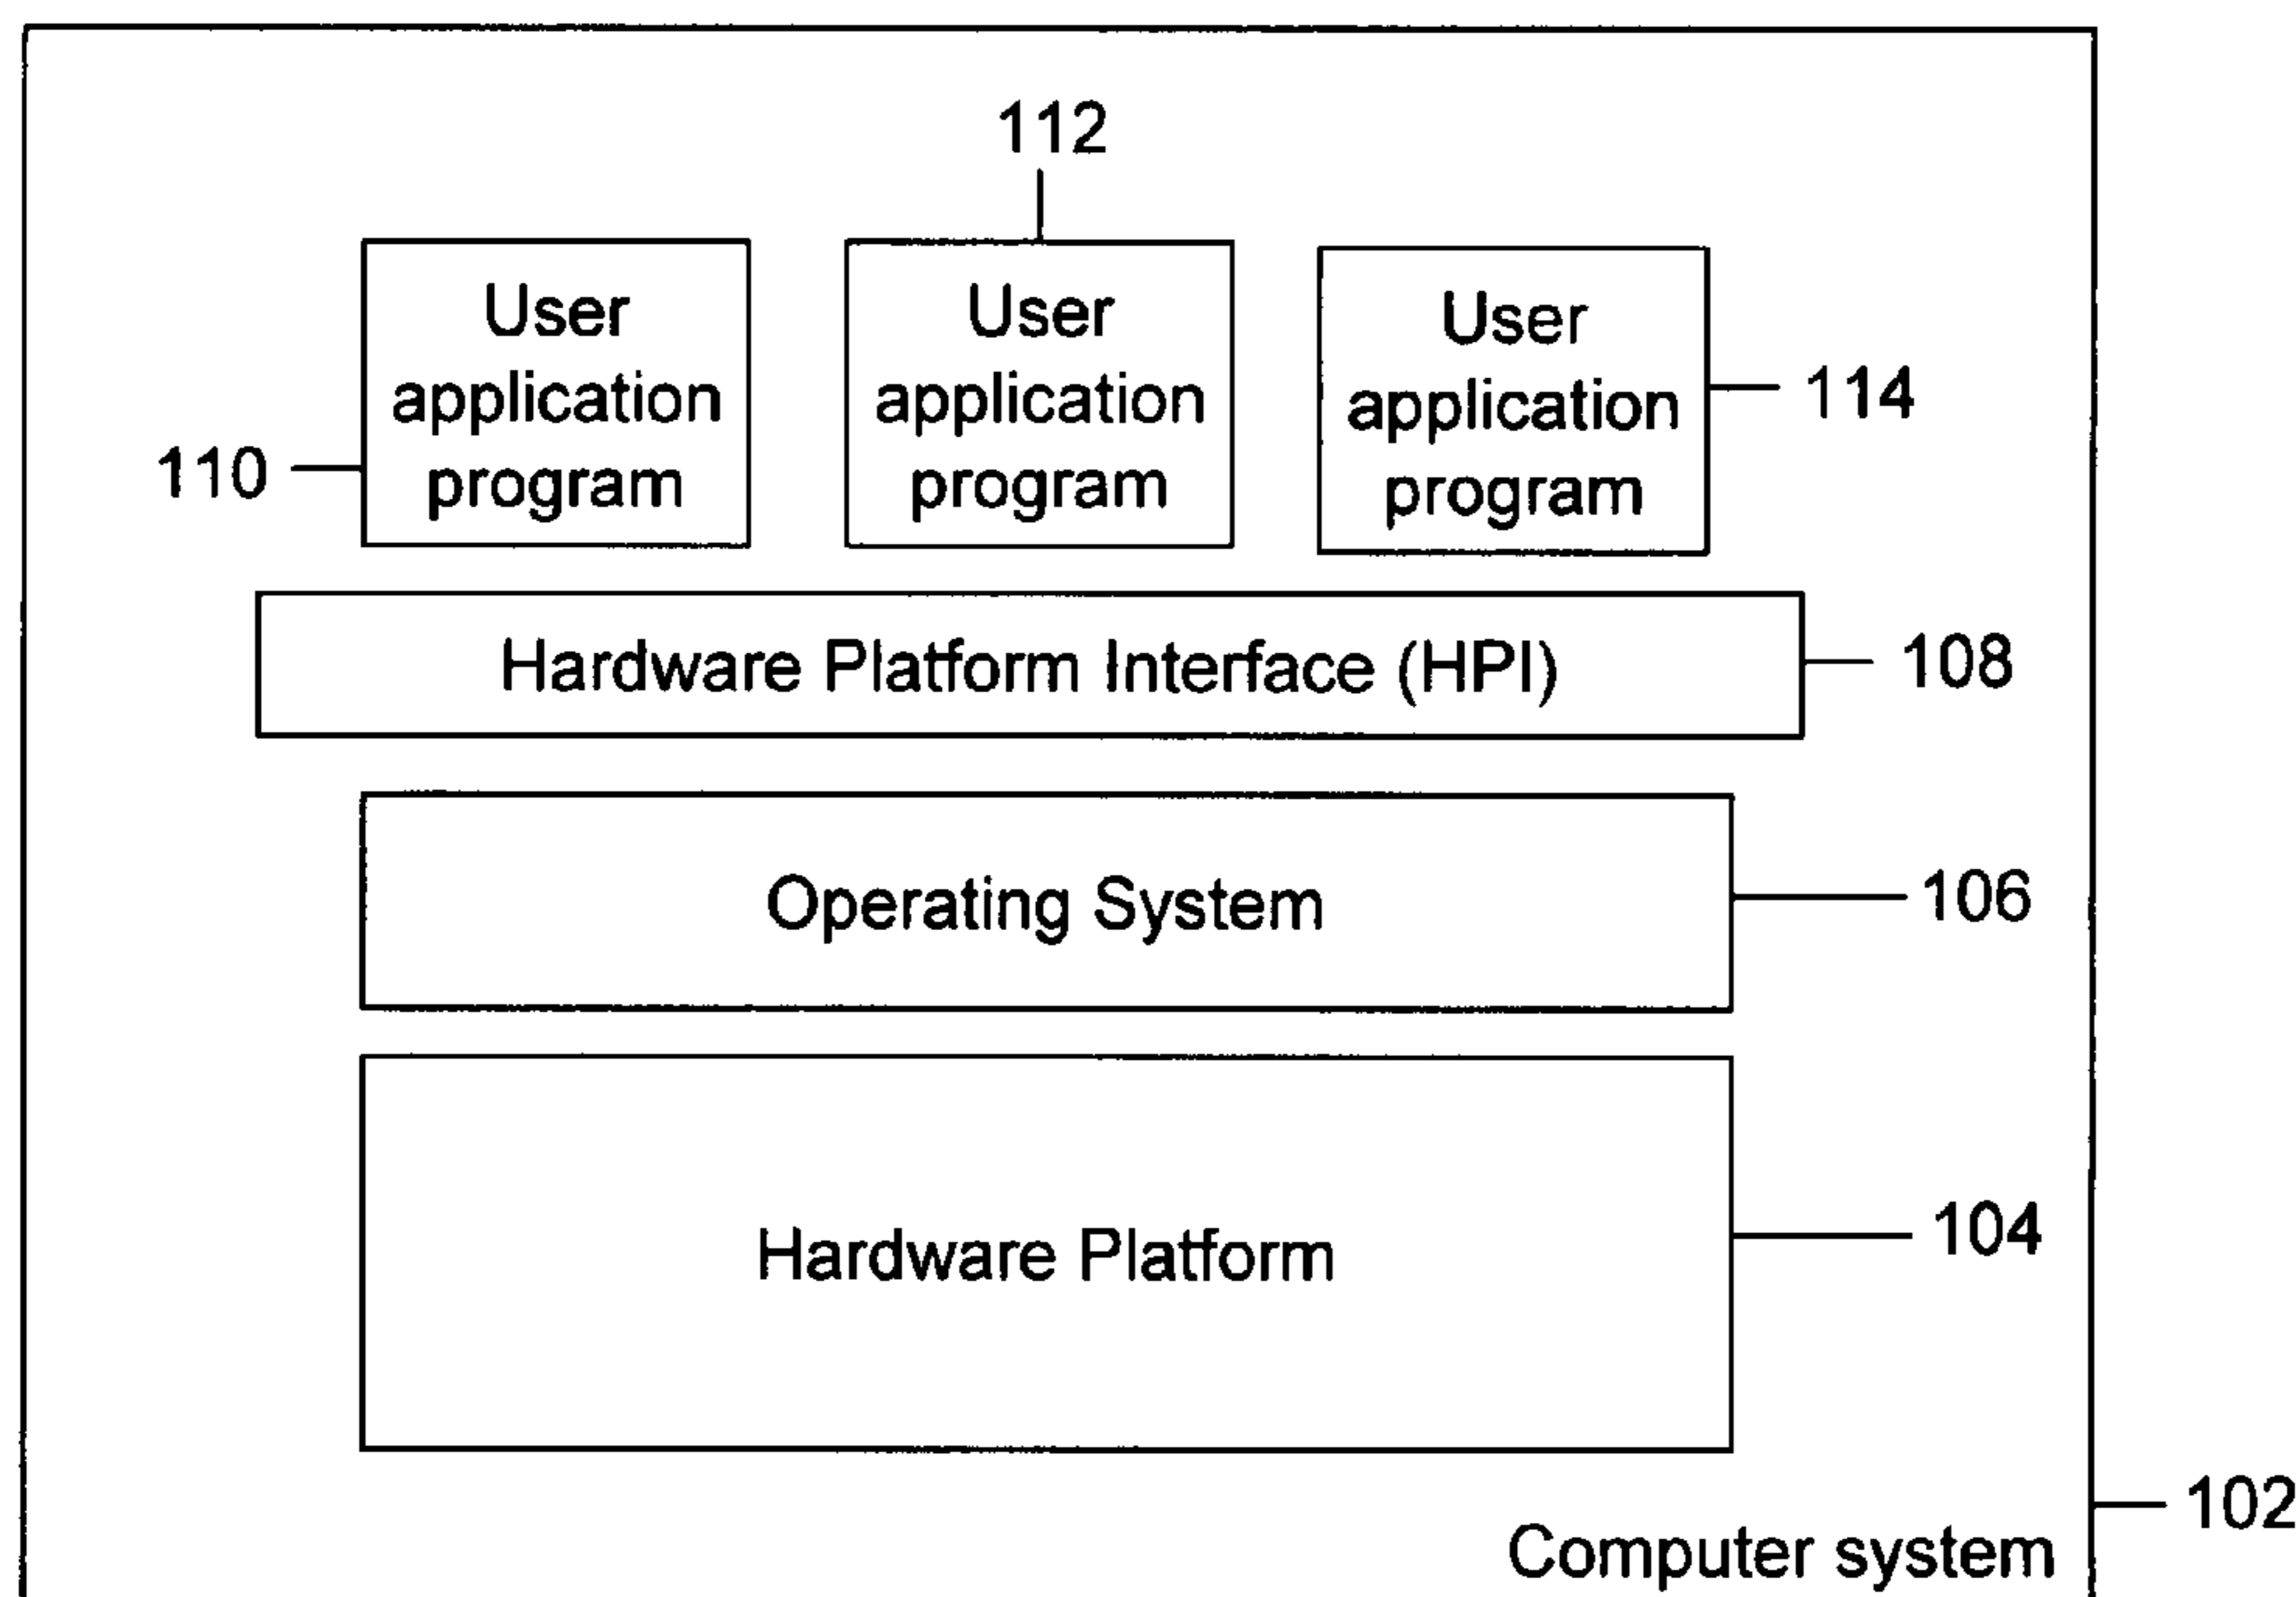 112
User
application
program
User
application
program
User
application
program
110
114
Hardware Platform Interface (HPI)
108
Operating System
106
Hardware Platform
104
102
Computer system